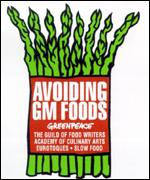 AVOIDING
GM FOODS
GREENPEACE
THE GUILD OF FOOD WRITERS
ACADEMY OF CULINARY ARTS
EUROTOQUES • SLOW FOOD